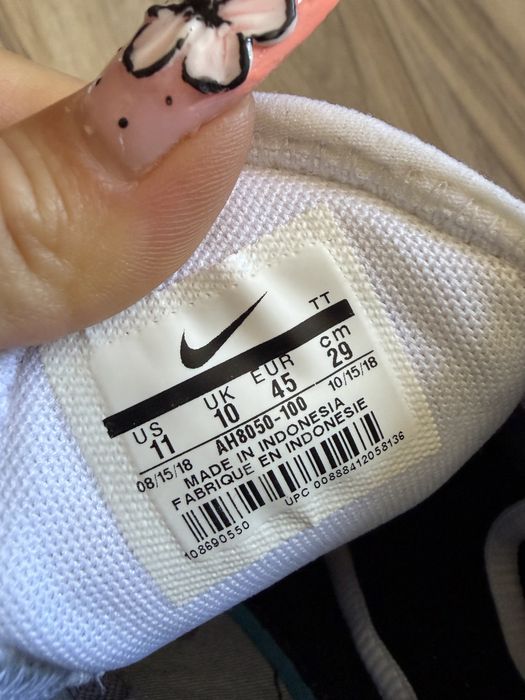 TT
US UK EUR cm
11 10 45 29
08/15/18 AH8050-100 10/15/18
MADE IN INDONESIA
FABRIQUE EN INDONESIE
108690550 UPC 00888412058136